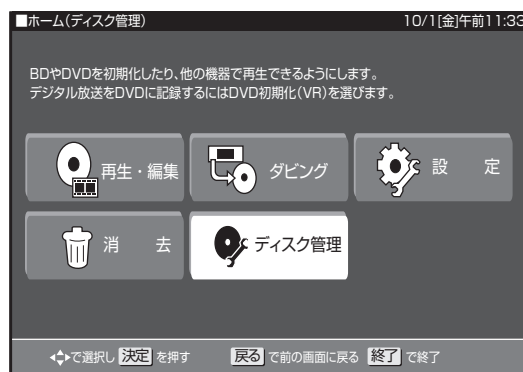 ■ホーム(ディスク管理) 10/1[金]午前11:33
BDやDVDを初期化したり、他の機器で再生できるようにします。
デジタル放送をDVDに記録するにはDVD初期化(VR)を選びます。
再生・編集 ダビング 設 定
消 去 ディスク管理
で選択し 決定 を押す 戻る で前の画面に戻る 終了 で終了